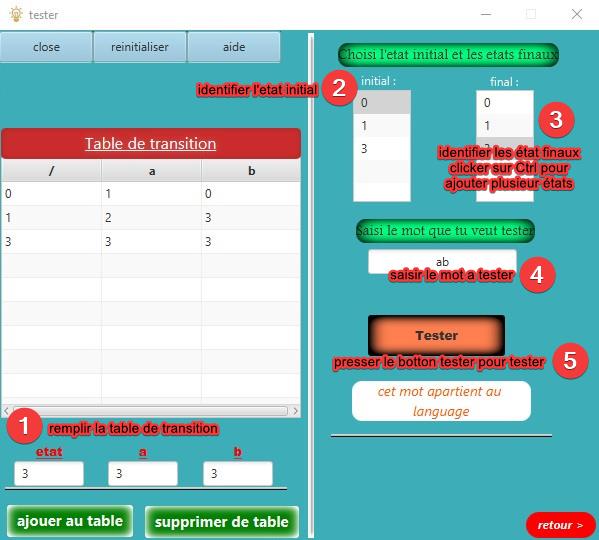 tester
close
reinitialiser
aide
Choisi l'etat initial et les etats finaux
initial :
final :
identifier l'etat initial
2
0
1
3
0
1
3
identifier les état finaux
clicker sur Ctrl pour
ajouter plusieur états
Table de transition
/ a b
0 1 0
1 2 3
3 3 3
Saisi le mot que tu veut tester
ab
saisir le mot a tester
4
Tester
presser le botton tester pour tester
5
cet mot apartient au
language
1
remplir la table de transition
etat a b
3 3 3
ajouer au table
supprimer de table
retour >